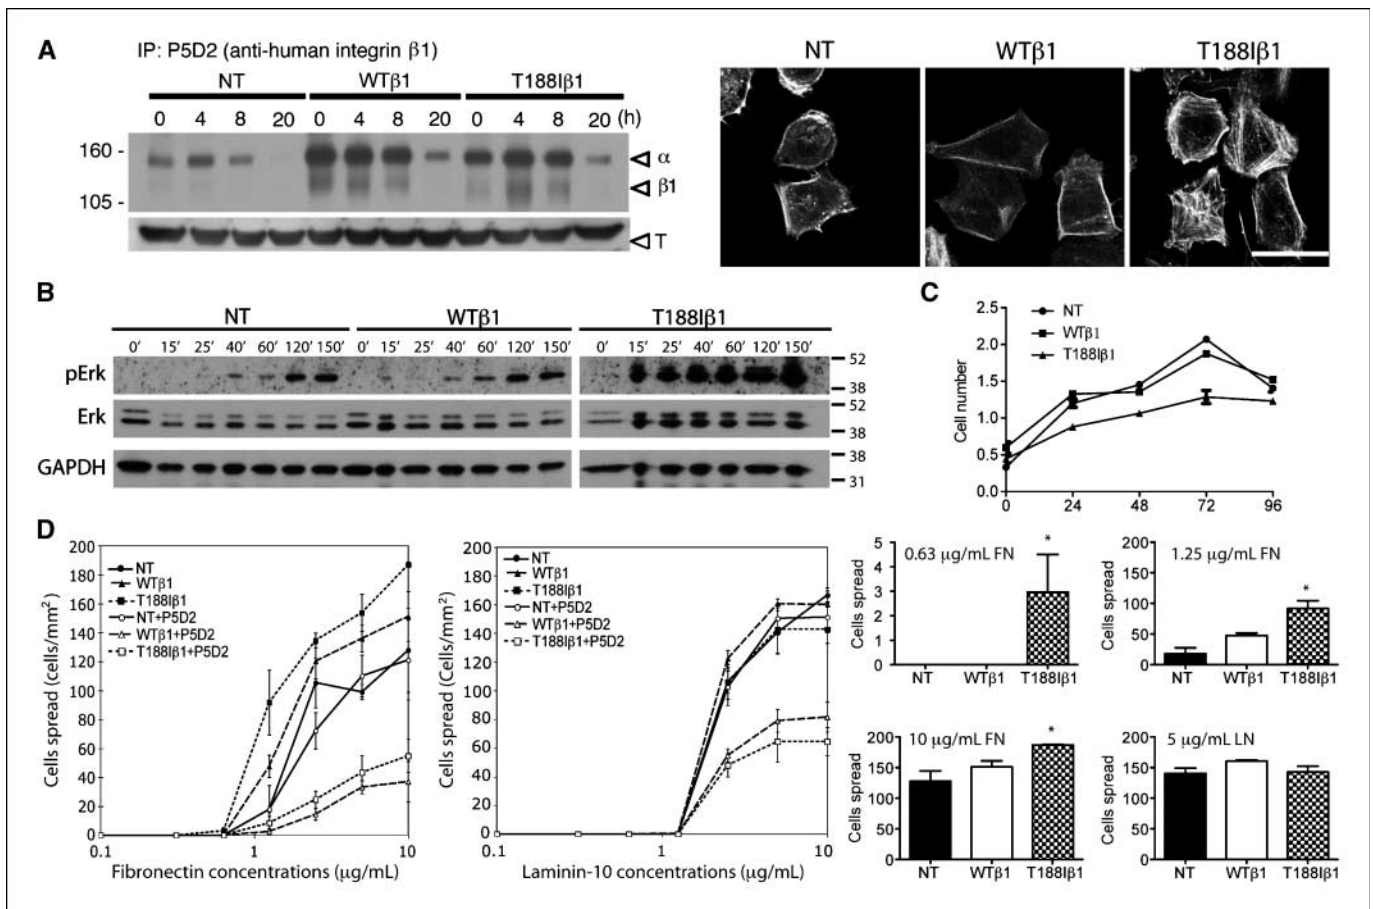 A
IP: P5D2 (anti-human integrin β1)
NT WTβ1 T188Iβ1
0 4 8 20 0 4 8 20 0 4 8 20 (h)
160 -
105 -
α
β1
T
NT WTβ1 T188Iβ1
B
NT WTβ1 T188Iβ1
0′ 15′ 25′ 40′ 60′ 120′ 150′ 0′ 15′ 25′ 40′ 60′ 120′ 150′ 0′ 15′ 25′ 40′ 60′ 120′ 150′
pErk
52
38
Erk
52
38
GAPDH
38
31
C
NT
WTβ1
T188Iβ1
Cell number
2.5
2.0
1.5
1.0
0.5
0.0
0 24 48 72 96
D
Cells spread (cells/mm²)
200
180
160
140
120
100
80
60
40
20
0
NT
WTβ1
T188Iβ1
NT+P5D2
WTβ1+P5D2
T188Iβ1+P5D2
0.1 1 10
Fibronectin concentrations (μg/mL)
Cells spread (Cells/mm²)
200
180
160
140
120
100
80
60
40
20
0
NT
WTβ1
T188Iβ1
NT+P5D2
WTβ1+P5D2
T188Iβ1+P5D2
0.1 1 10
Laminin-10 concentrations (μg/mL)
Cells spread
5
4
3
2
1
0
0.63 μg/mL FN
*
NT WTβ1 T188Iβ1
Cells spread
200
150
100
50
0
1.25 μg/mL FN
*
NT WTβ1 T188Iβ1
Cells spread
200
150
100
50
0
10 μg/mL FN
*
NT WTβ1 T188Iβ1
Cells spread
200
150
100
50
0
5 μg/mL LN
NT WTβ1 T188Iβ1